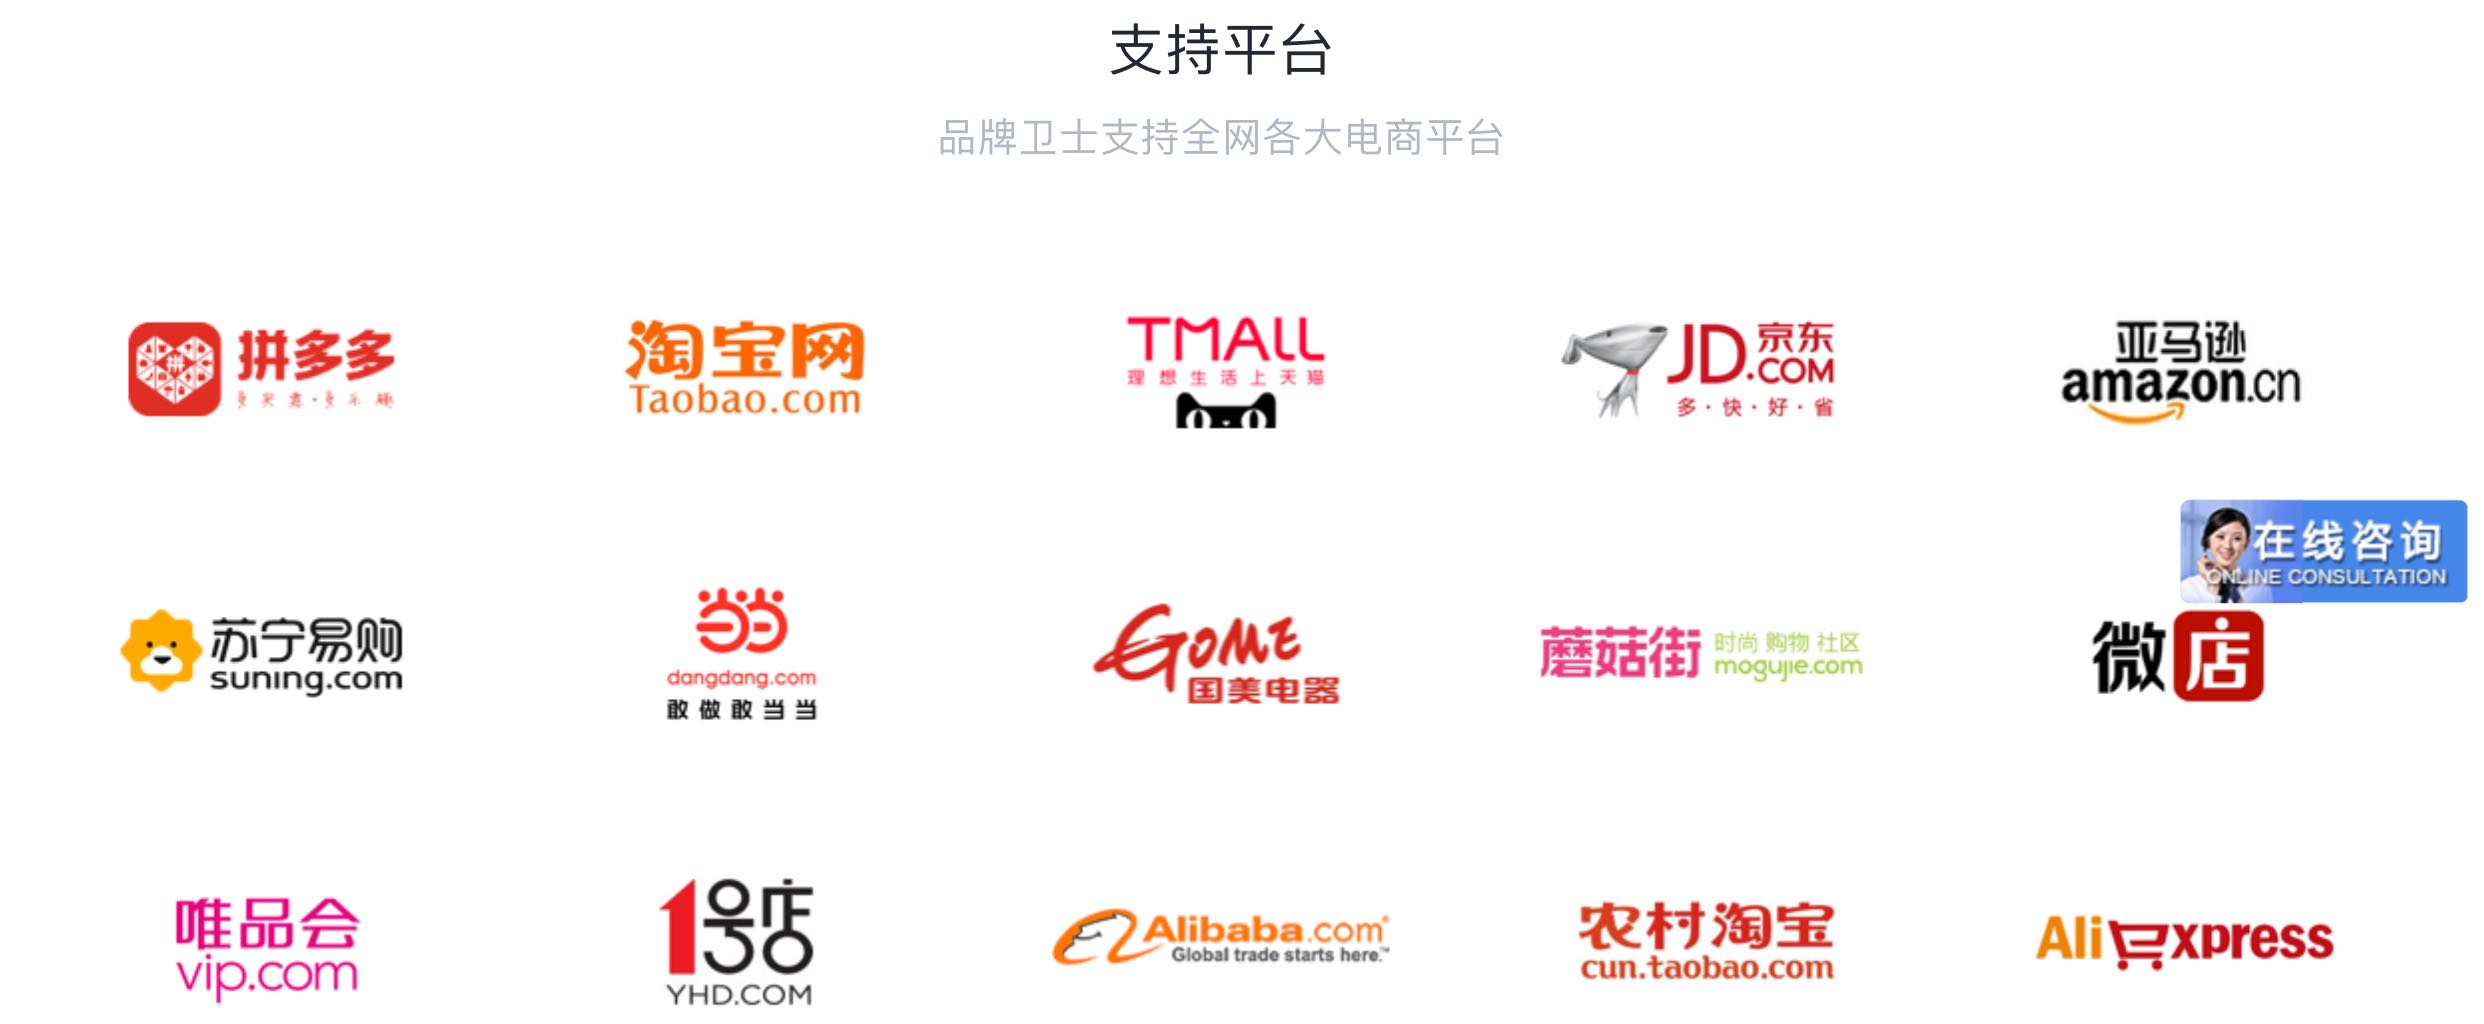 支持平台
品牌卫士支持全网各大电商平台
拼多多
淘宝网
Taobao.com
TMALL
理想生活上天猫
JD.京东
.COM
多·快·好·省
亚马逊
amazon.cn
在线咨询
ONLINE CONSULTATION
苏宁易购
suning.com
当当
dangdang.com
敢做敢当当
GOME
国美电器
蘑菇街
时尚 购物 社区
mogujie.com
微店
唯品会
vip.com
1号店
YHD.COM
Alibaba.com®
Global trade starts here.™
农村淘宝
cun.taobao.com
AliExpress